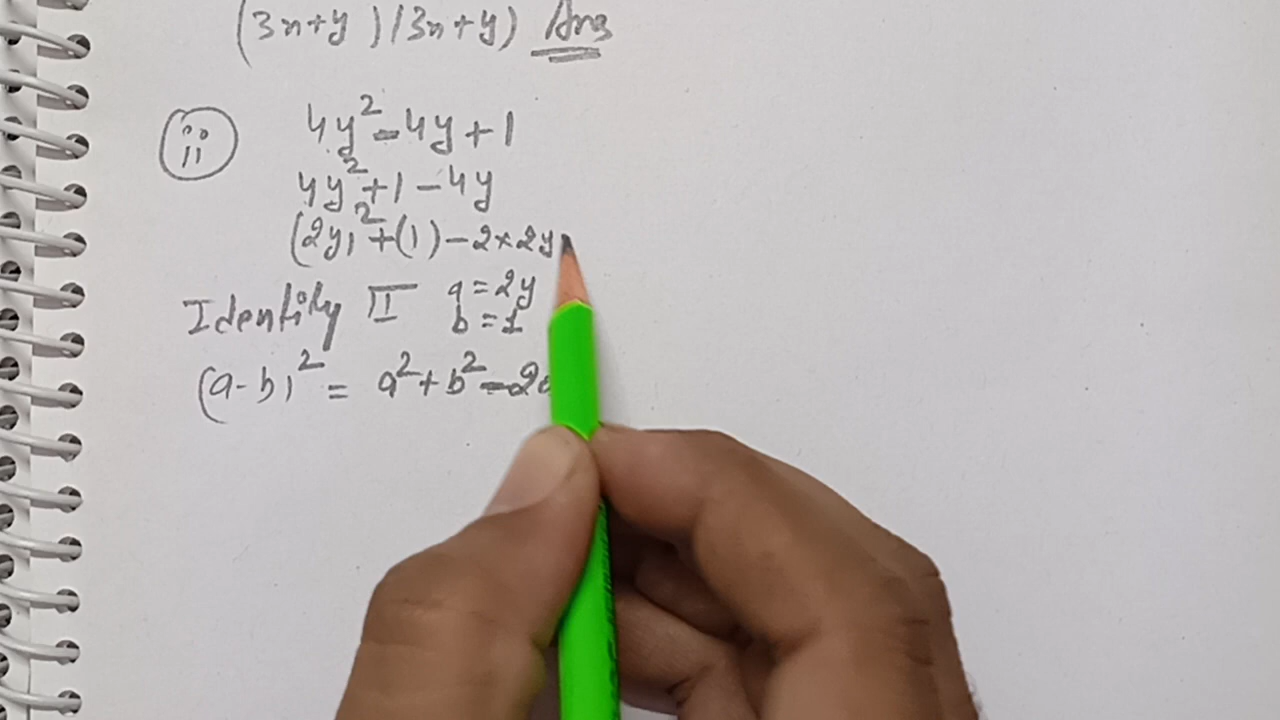 (3x+y)(3x+y) Ans
ii 4y²-4y+1
4y²+1-4y
(2y)²+(1)-2×2y
Identity II a=2y
b=1
(a-b)² = a²+b²-2a